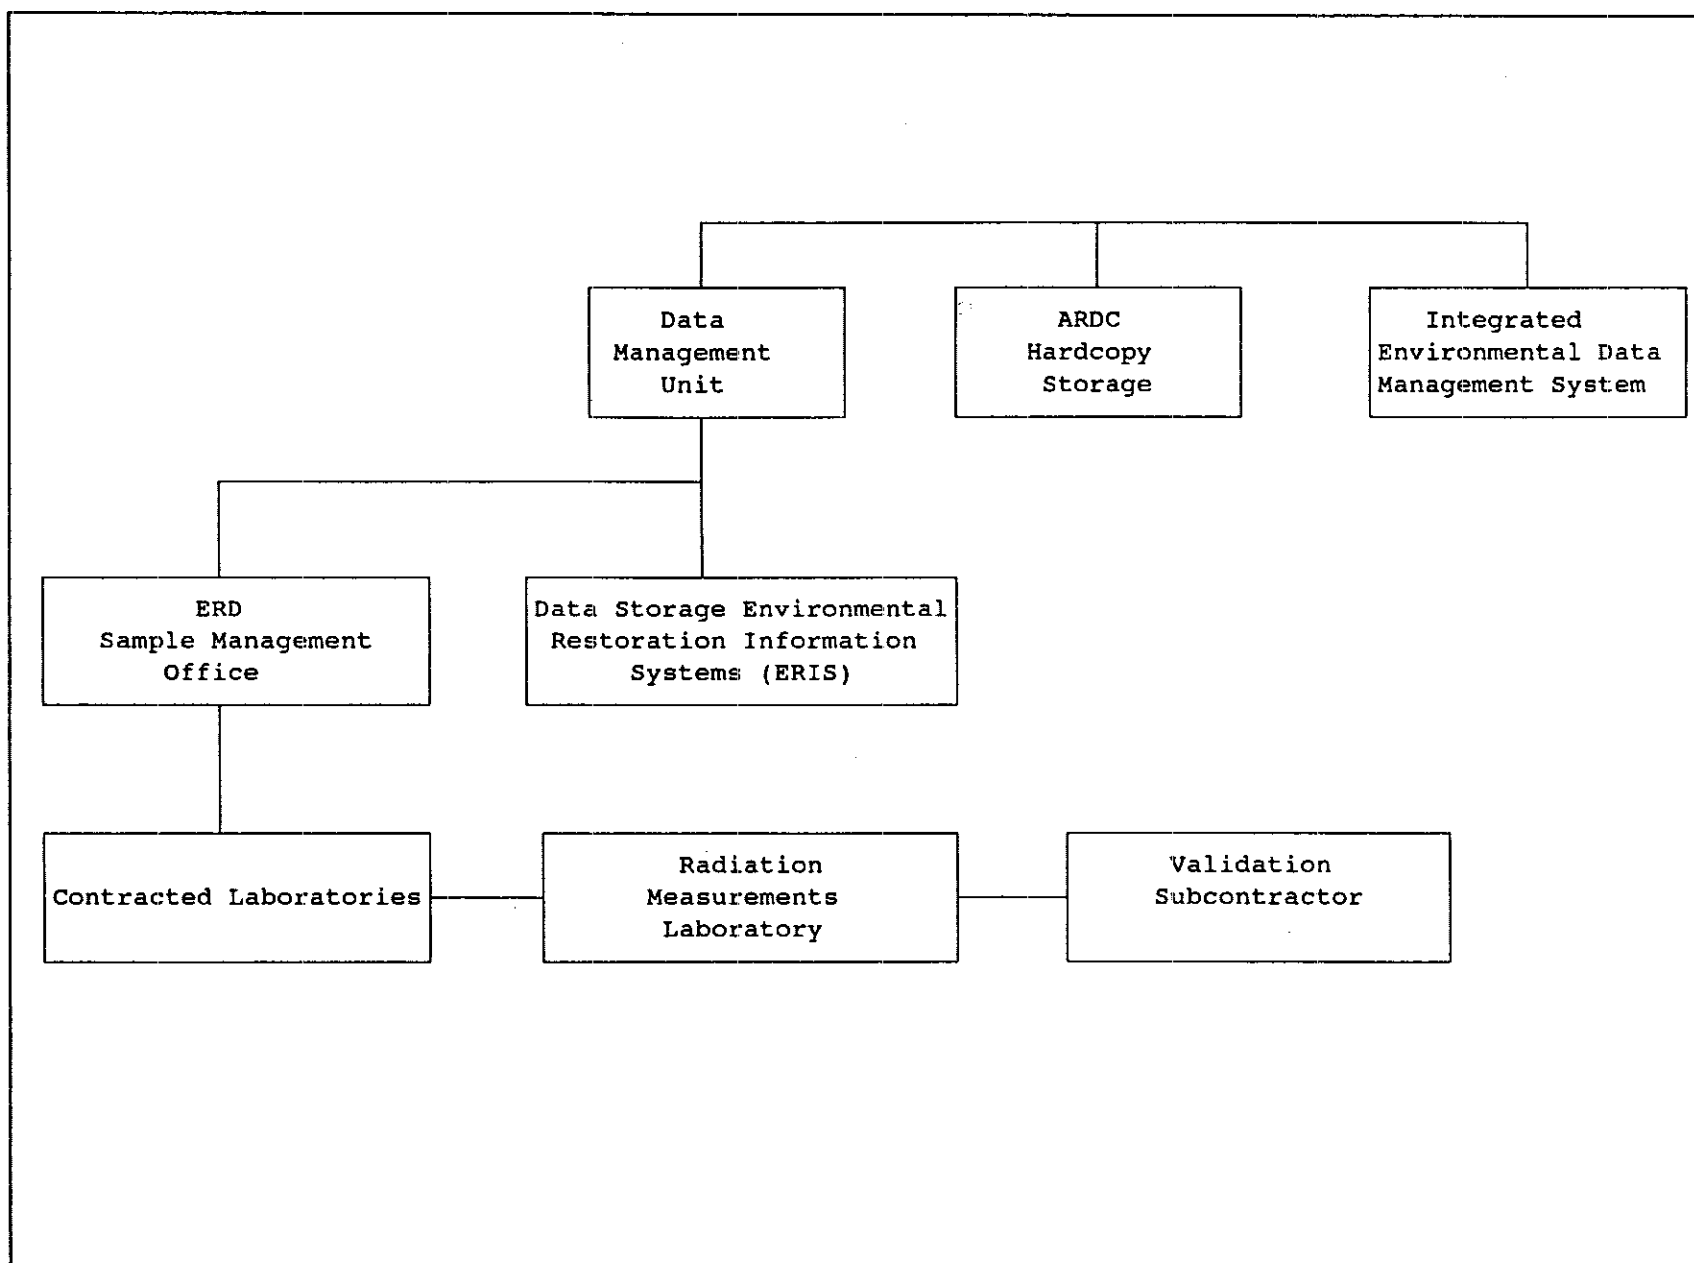 Data
Management
Unit
ARDC
Hardcopy
Storage
Integrated
Environmental Data
Management System
ERD
Sample Management
Office
Data Storage Environmental
Restoration Information
Systems (ERIS)
Contracted Laboratories
Radiation
Measurements
Laboratory
Validation
Subcontractor